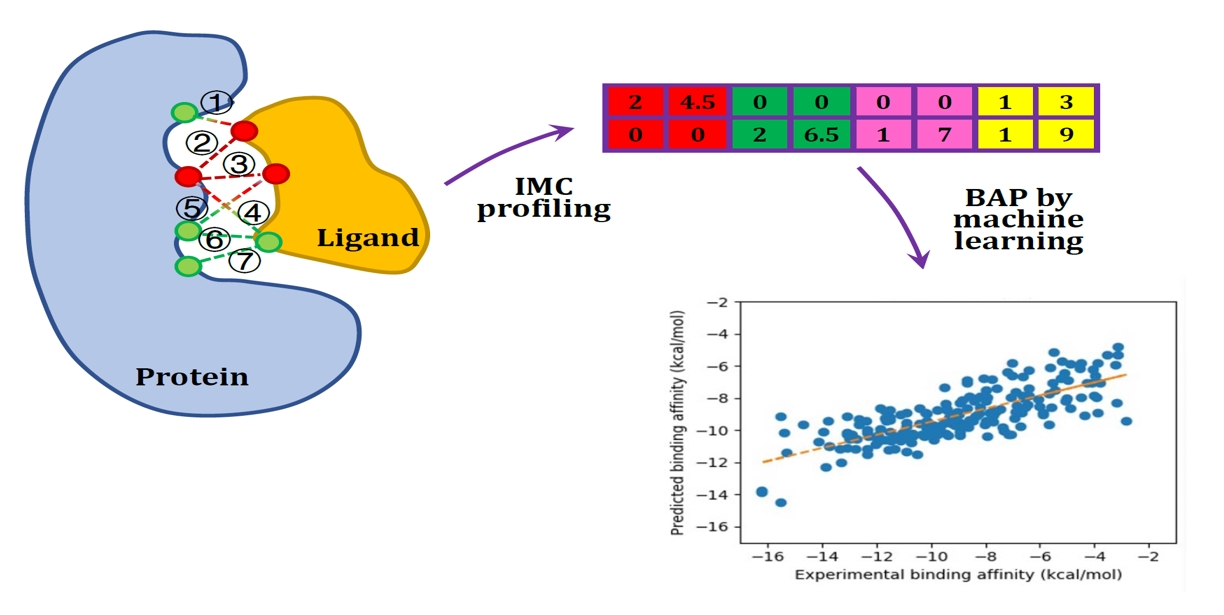 ①
②
③
⑤
④
⑥
⑦
Ligand
Protein
IMC
profiling
2 4.5 0 0 0 0 1 3
0 0 2 6.5 1 7 1 9
BAP by
machine
learning
Predicted binding affinity (kcal/mol)
−2
−4
−6
−8
−10
−12
−14
−16
−16 −14 −12 −10 −8 −6 −4 −2
Experimental binding affinity (kcal/mol)